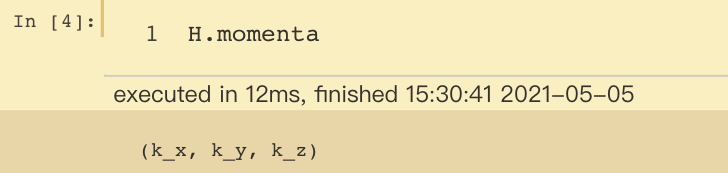 In [4]:
1 H.momenta
executed in 12ms, finished 15:30:41 2021-05-05
(k_x, k_y, k_z)